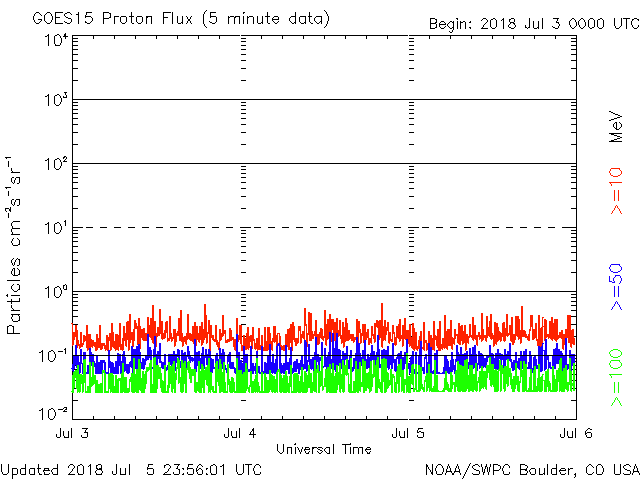 GOES15 Proton Flux (5 minute data)
Begin: 2018 Jul 3 0000 UTC
10⁴
10³
10²
10¹
10⁰
10⁻¹
10⁻²
Particles cm⁻²s⁻¹sr⁻¹
MeV
>=10
>=50
>=100
Jul 3
Jul 4
Jul 5
Jul 6
Universal Time
Updated 2018 Jul 5 23:56:01 UTC
NOAA/SWPC Boulder, CO USA